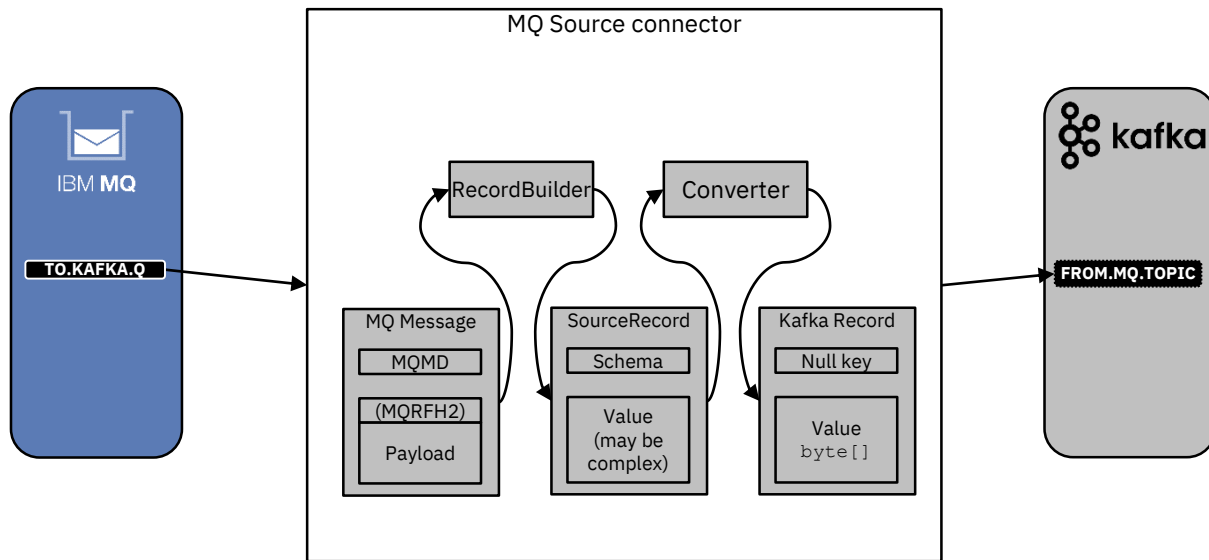 MQ Source connector
IBM MQ
TO.KAFKA.Q
RecordBuilder
Converter
MQ Message
MQMD
(MQRFH2)
Payload
SourceRecord
Schema
Value
(may be
complex)
Kafka Record
Null key
Value
byte[]
kafka
FROM.MQ.TOPIC